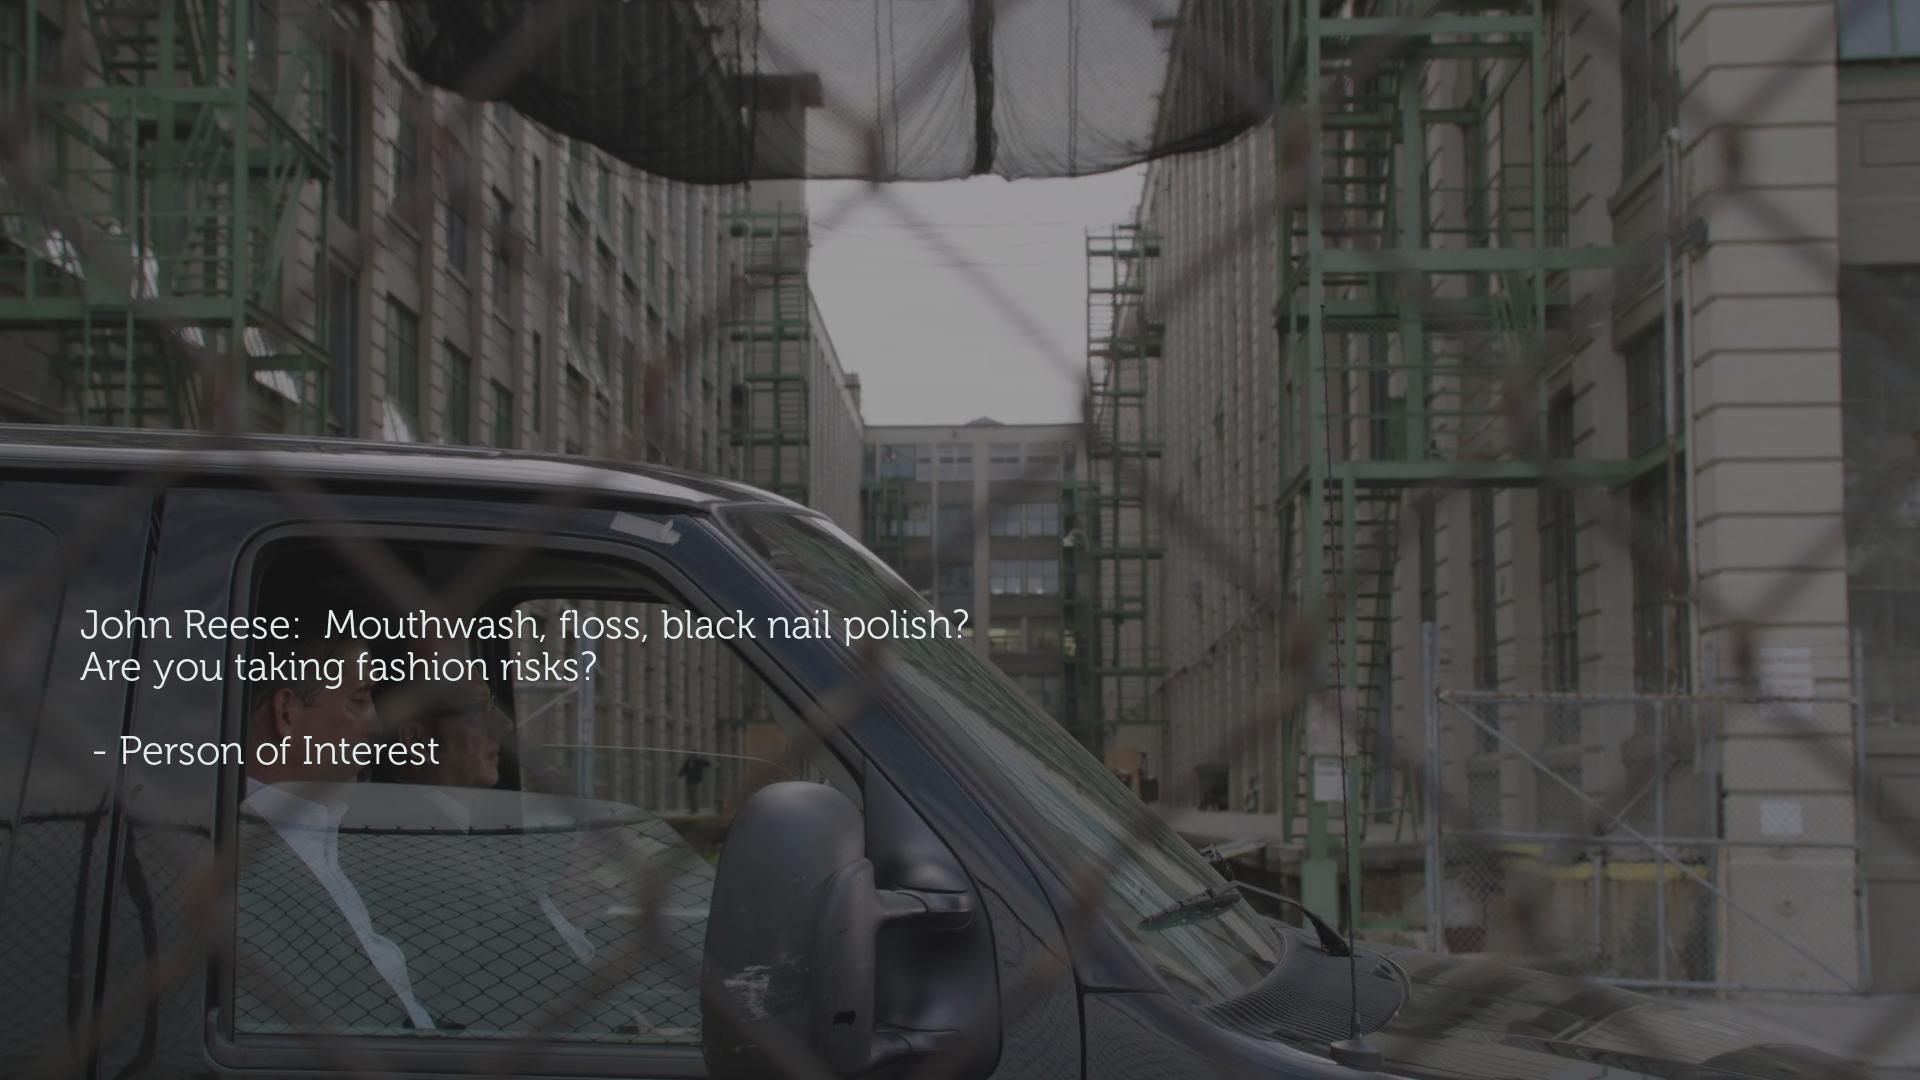 John Reese:  Mouthwash, floss, black nail polish?
Are you taking fashion risks?
- Person of Interest